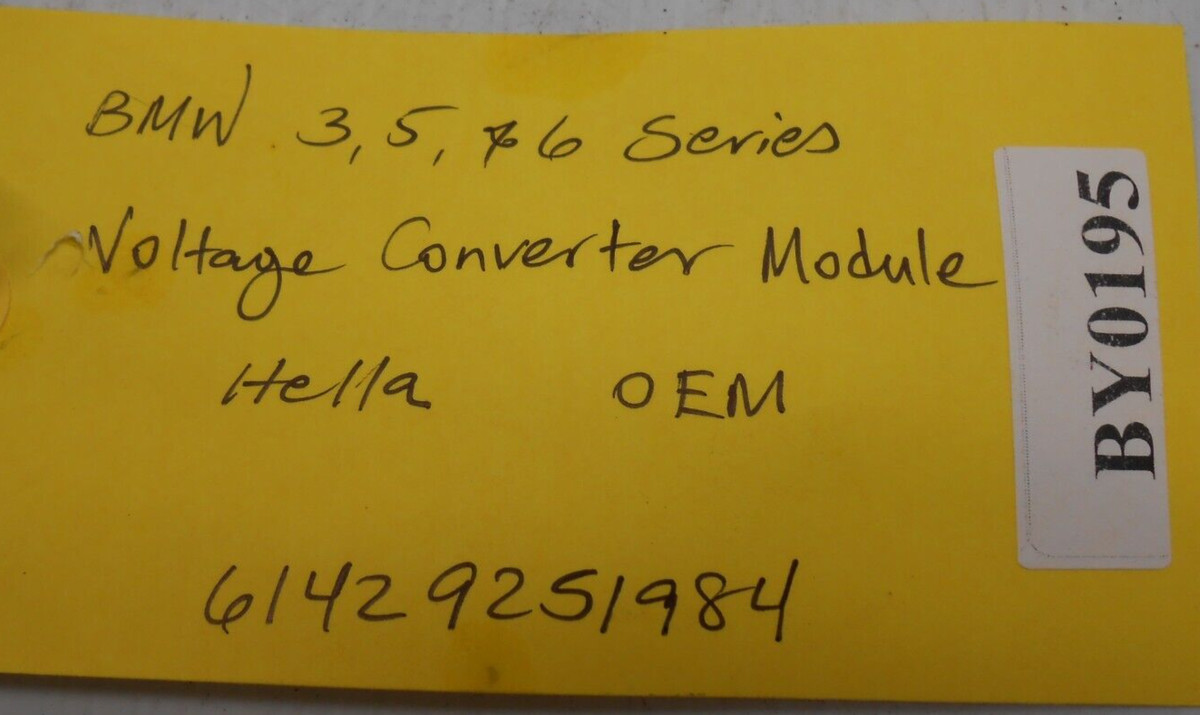 BMW 3, 5, & 6 Series
Voltage Converter Module
Hella OEM
61429251984
BY0195